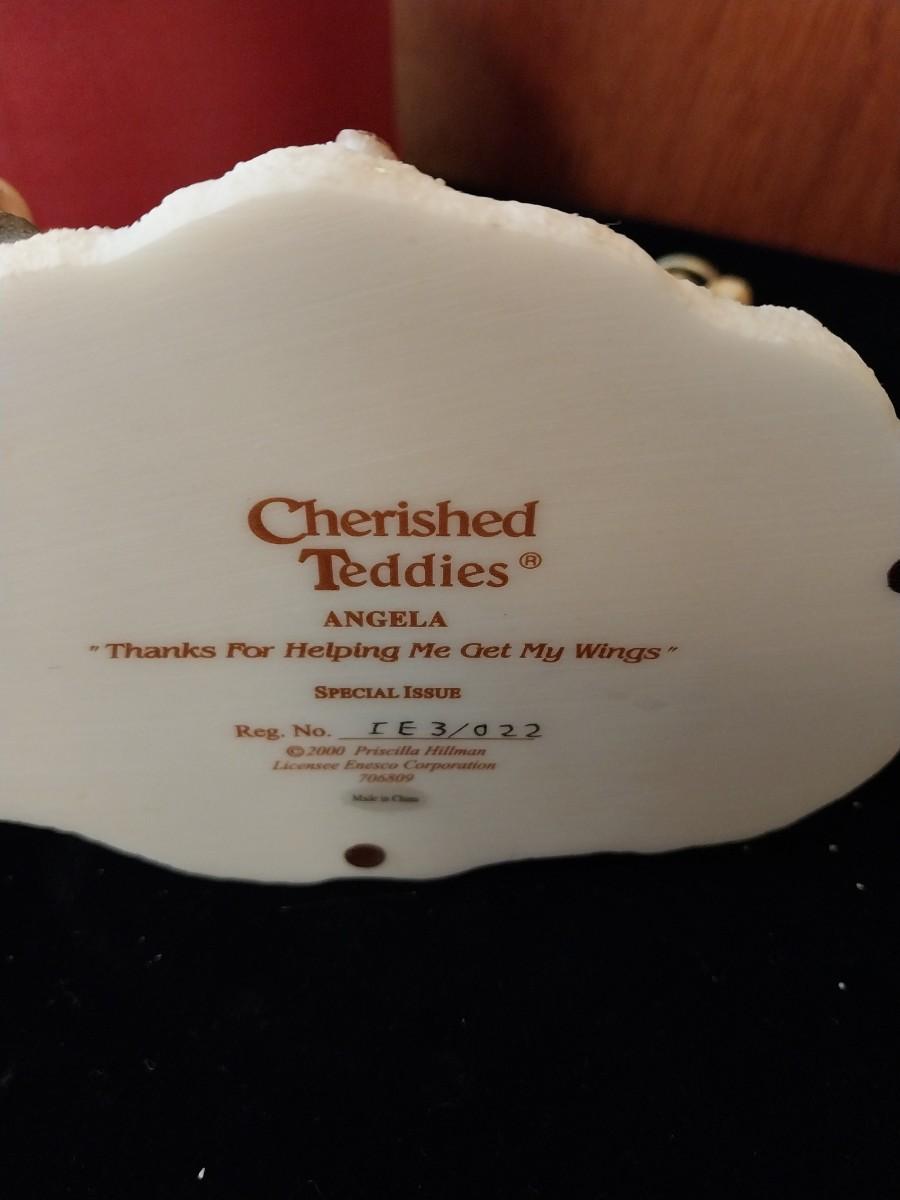 Cherished
Teddies®
ANGELA
"Thanks For Helping Me Get My Wings"
SPECIAL ISSUE
Reg. No. IE3/022
©2000 Priscilla Hillman
Licensee Enesco Corporation
706809
Made in China